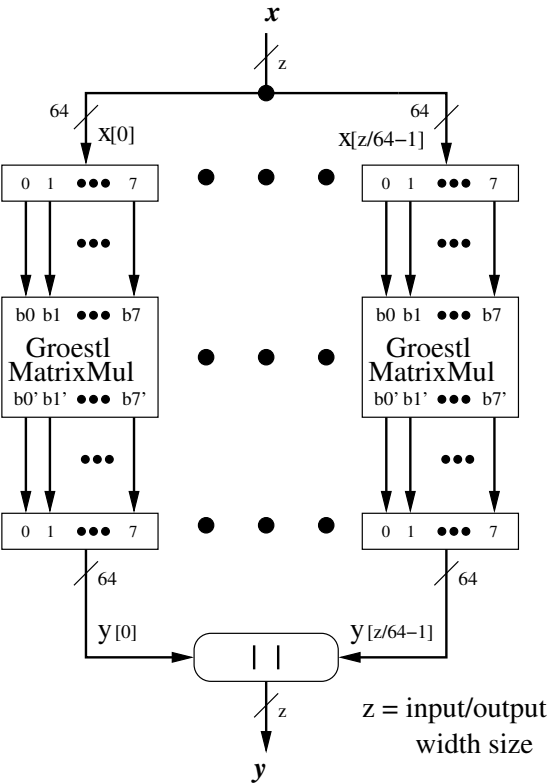 x
z
64 64
x[0] x[z/64−1]
0 1 ••• 7 0 1 ••• 7
b0 b1 ••• b7 b0 b1 ••• b7
Groestl Groestl
MatrixMul MatrixMul
b0’ b1’ ••• b7’ b0’ b1’ ••• b7’
0 1 ••• 7 0 1 ••• 7
64 64
y[0] y[z/64−1]
| |
z
z = input/output
width size
y